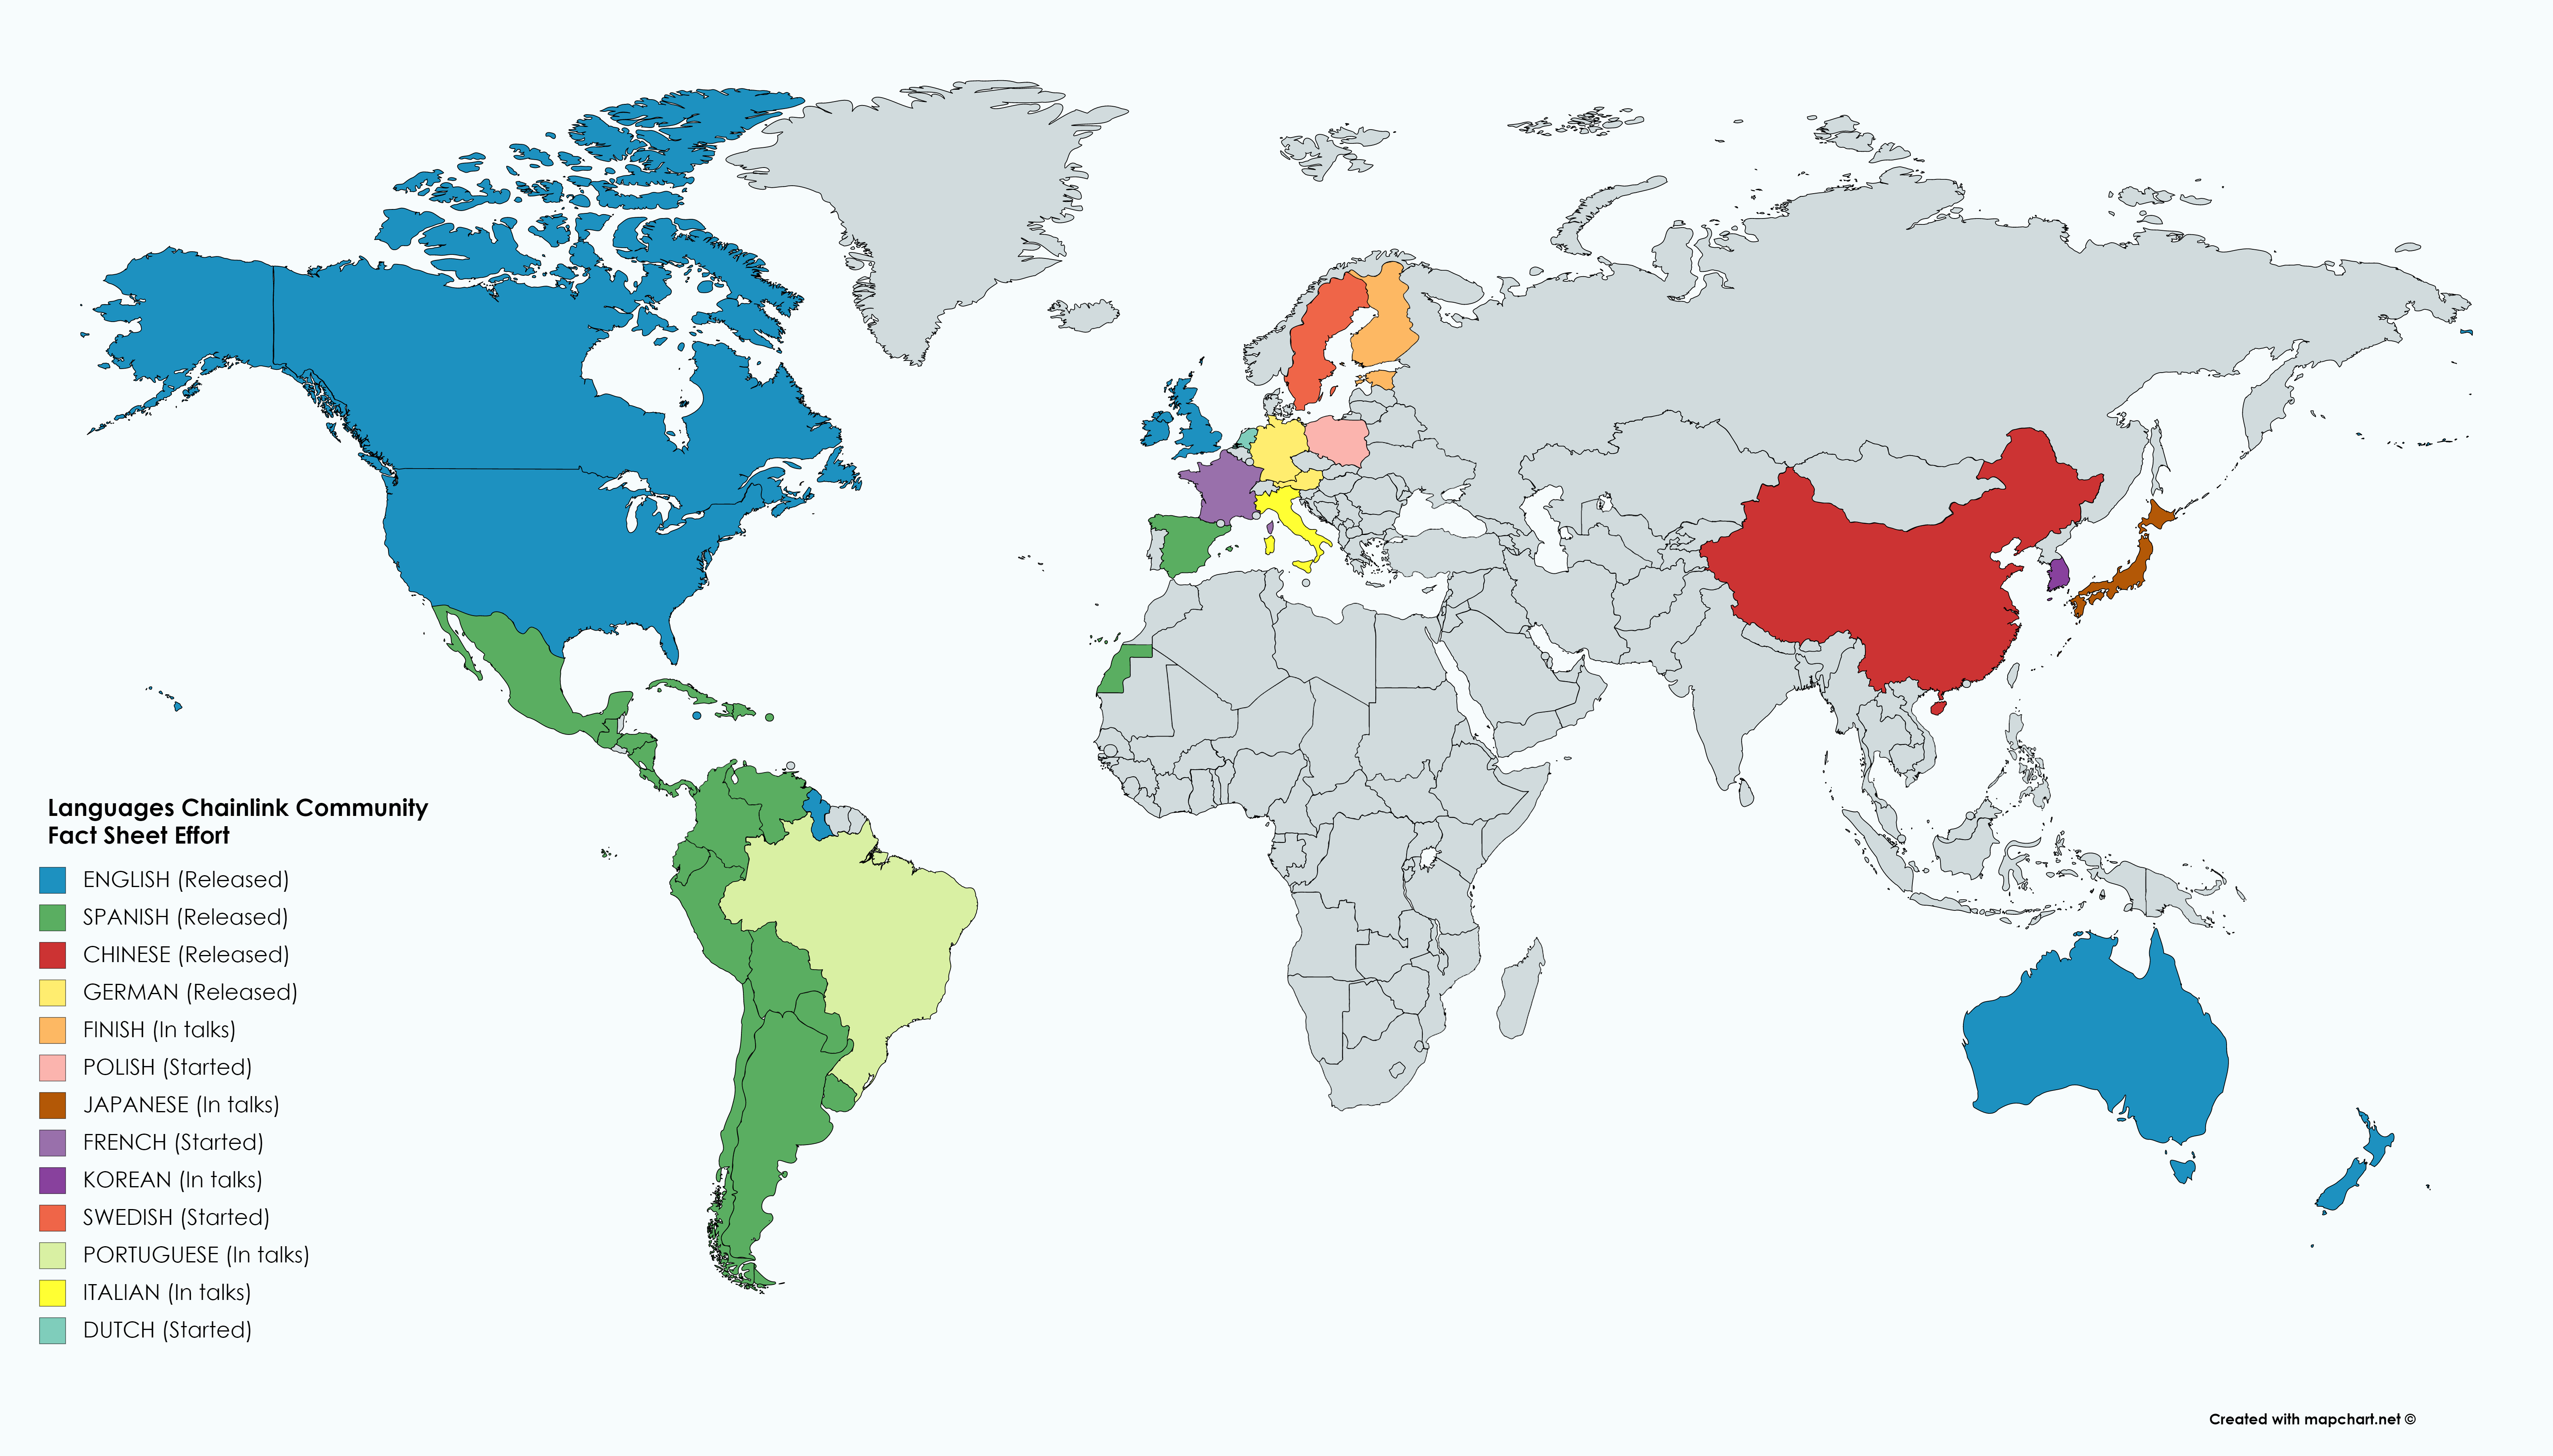 Languages Chainlink Community
Fact Sheet Effort
ENGLISH (Released)
SPANISH (Released)
CHINESE (Released)
GERMAN (Released)
FINISH (In talks)
POLISH (Started)
JAPANESE (In talks)
FRENCH (Started)
KOREAN (In talks)
SWEDISH (Started)
PORTUGUESE (In talks)
ITALIAN (In talks)
DUTCH (Started)
Created with mapchart.net ©